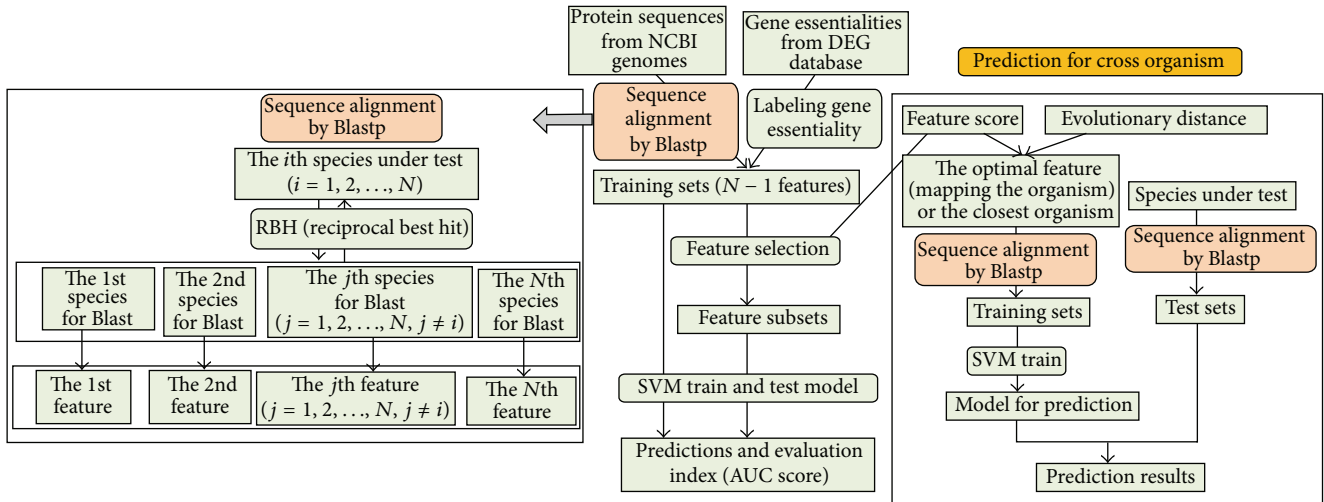 Protein sequences
from NCBI
genomes
Gene essentialities
from DEG
database
Prediction for cross organism
Sequence alignment
by Blastp
The ith species under test
(i = 1, 2, …, N)
RBH (reciprocal best hit)
The 1st
species
for Blast
The 2nd
species
for Blast
The jth species
for Blast
(j = 1, 2, …, N, j ≠ i)
The Nth
species
for Blast
The 1st
feature
The 2nd
feature
The jth feature
(j = 1, 2, …, N, j ≠ i)
The Nth
feature
Sequence
alignment
by Blastp
Labeling gene
essentiality
Training sets (N − 1 features)
Feature selection
Feature subsets
SVM train and test model
Predictions and evaluation
index (AUC score)
Feature score
Evolutionary distance
The optimal feature
(mapping the organism)
or the closest organism
Species under test
Sequence alignment
by Blastp
Sequence alignment
by Blastp
Training sets
Test sets
SVM train
Model for prediction
Prediction results